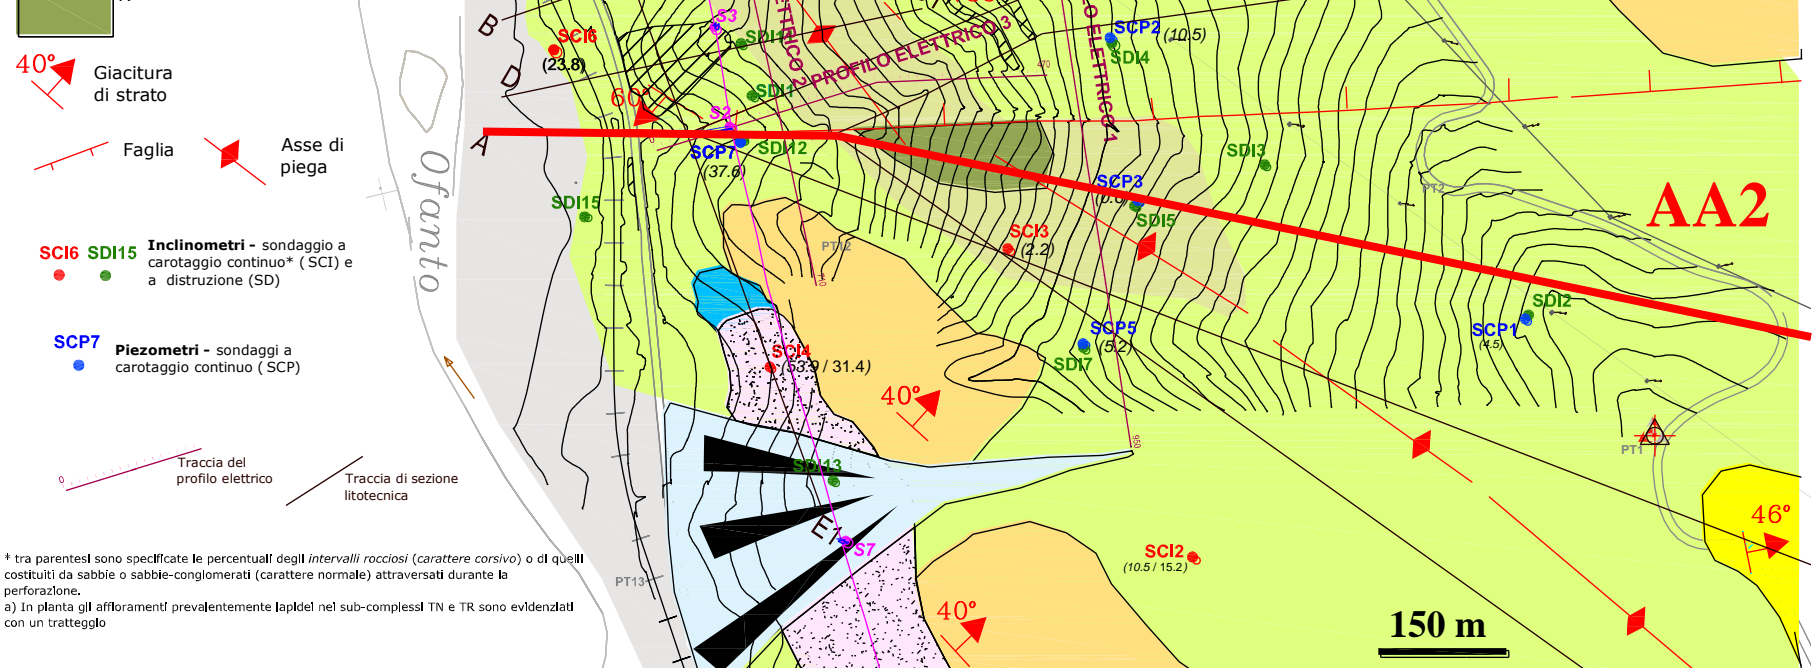 40°
Giacitura
di strato
Faglia
Asse di
piega
SCI6 SDI15
Inclinometri - sondaggio a
carotaggio continuo* ( SCI) e
a distruzione (SD)
SCP7
Piezometri - sondaggi a
carotaggio continuo ( SCP)
0
Traccia del
profilo elettrico
Traccia di sezione
litotecnica
* tra parentesi sono specificate le percentuali degli intervalli rocciosi (carattere corsivo) o di quelli
costituiti da sabbie o sabbie-conglomerati (carattere normale) attraversati durante la
perforazione.
a) In pianta gli affioramenti prevalentemente lapidei nei sub-complessi TN e TR sono evidenziati
con un tratteggio
Ofanto
B
D
A
SCI6
(23.8)
60°
S3
SDI1
S2
SCP7
(37.6)
SDI12
SDI15
PROFILO ELETTRICO 3
470
SCP2
(10.5)
SDI4
SDI3
SCP3
SDI5
SCI3
(2.2)
PT12
PT2
AA2
SDI2
SCP1
(4.5)
SCP5
(5.2)
SDI7
SCI4
(53.9 / 31.4)
40°
950
SDI13
E1
S7
PT13
SCI2
(10.5 / 15.2)
40°
PT1
46°
150 m